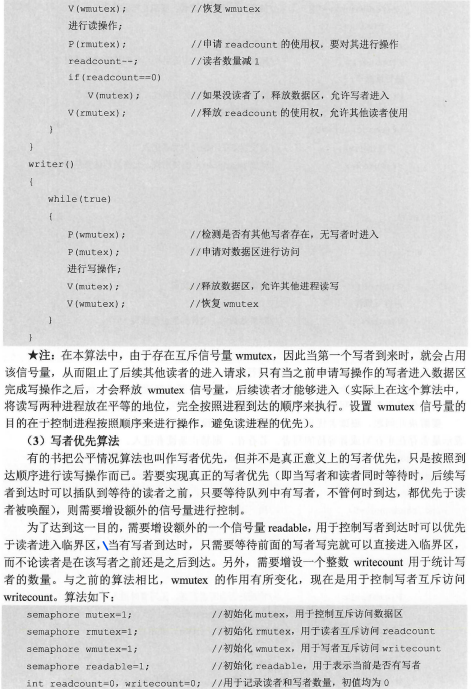 V(wmutex); //恢复 wmutex
进行读操作;
P(rmutex); //申请 readcount 的使用权，要对其进行操作
readcount--; //读者数量减 1
if(readcount==0)
V(mutex); //如果没读者了，释放数据区，允许写者进入
V(rmutex); //释放 readcount 的使用权，允许其他读者使用
}
}
writer()
{
while(true)
{
P(wmutex); //检测是否有其他写者存在，无写者时进入
P(mutex); //申请对数据区进行访问
进行写操作;
V(mutex); //释放数据区，允许其他进程读写
V(wmutex); //恢复 wmutex
}
}
★注：在本算法中，由于存在互斥信号量 wmutex，因此当第一个写者到来时，就会占用
该信号量，从而阻止了后续其他读者的进入请求，只有当之前申请写操作的写者进入数据区
完成写操作之后，才会释放 wmutex 信号量，后续读者才能够进入（实际上在这个算法中，
将读写两种进程放在平等的地位，完全按照进程到达的顺序来执行。设置 wmutex 信号量的
目的在于控制进程按照顺序来进行操作，避免读进程的优先）。
（3）写者优先算法
有的书把公平情况算法也叫作写者优先，但并不是真正意义上的写者优先，只是按照到
达顺序进行读写操作而已。若要实现真正的写者优先（即当写者和读者同时等待时，后续写
者到达时可以插队到等待的读者之前，只要等待队列中有写者，不管何时到达，都优先于读
者被唤醒），则需要增设额外的信号量进行控制。
为了达到这一目的，需要增设额外的一个信号量 readable，用于控制写者到达时可以优先
于读者进入临界区，当有写者到达时，只需要等待前面的写者写完就可以直接进入临界区，
而不论读者是在该写者之前还是之后到达。另外，需要增设一个整数 writecount 用于统计写
者的数量。与之前的算法相比，wmutex 的作用有所变化，现在是用于控制写者互斥访问
writecount。算法如下：
semaphore mutex=1; //初始化 mutex，用于控制互斥访问数据区
semaphore rmutex=1; //初始化 rmutex，用于读者互斥访问 readcount
semaphore wmutex=1; //初始化 wmutex，用于写者互斥访问 writecount
semaphore readable=1; //初始化 readable，用于表示当前是否有写者
int readcount=0, writecount=0; //用于记录读者和写者数量，初值均为 0